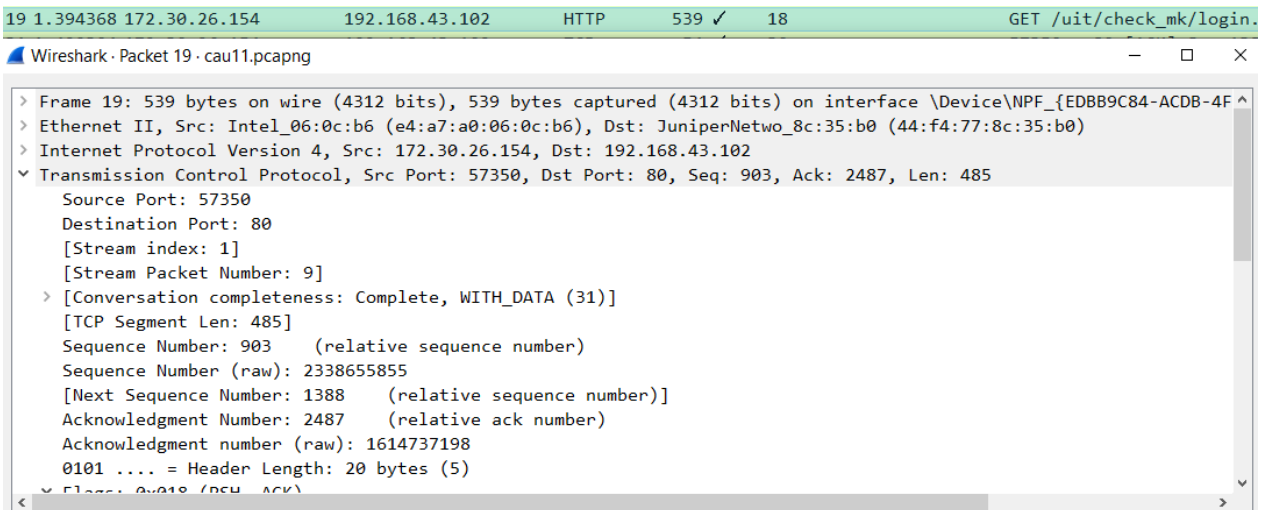 19 1.394368 172.30.26.154 192.168.43.102 HTTP 539 ✓ 18 GET /uit/check_mk/login.
Wireshark · Packet 19 · cau11.pcapng
> Frame 19: 539 bytes on wire (4312 bits), 539 bytes captured (4312 bits) on interface \Device\NPF_{EDBB9C84-ACDB-4F
> Ethernet II, Src: Intel_06:0c:b6 (e4:a7:a0:06:0c:b6), Dst: JuniperNetwo_8c:35:b0 (44:f4:77:8c:35:b0)
> Internet Protocol Version 4, Src: 172.30.26.154, Dst: 192.168.43.102
Transmission Control Protocol, Src Port: 57350, Dst Port: 80, Seq: 903, Ack: 2487, Len: 485
Source Port: 57350
Destination Port: 80
[Stream index: 1]
[Stream Packet Number: 9]
> [Conversation completeness: Complete, WITH_DATA (31)]
[TCP Segment Len: 485]
Sequence Number: 903 (relative sequence number)
Sequence Number (raw): 2338655855
[Next Sequence Number: 1388 (relative sequence number)]
Acknowledgment Number: 2487 (relative ack number)
Acknowledgment number (raw): 1614737198
0101 .... = Header Length: 20 bytes (5)
Flags: 0x018 (PSH, ACK)